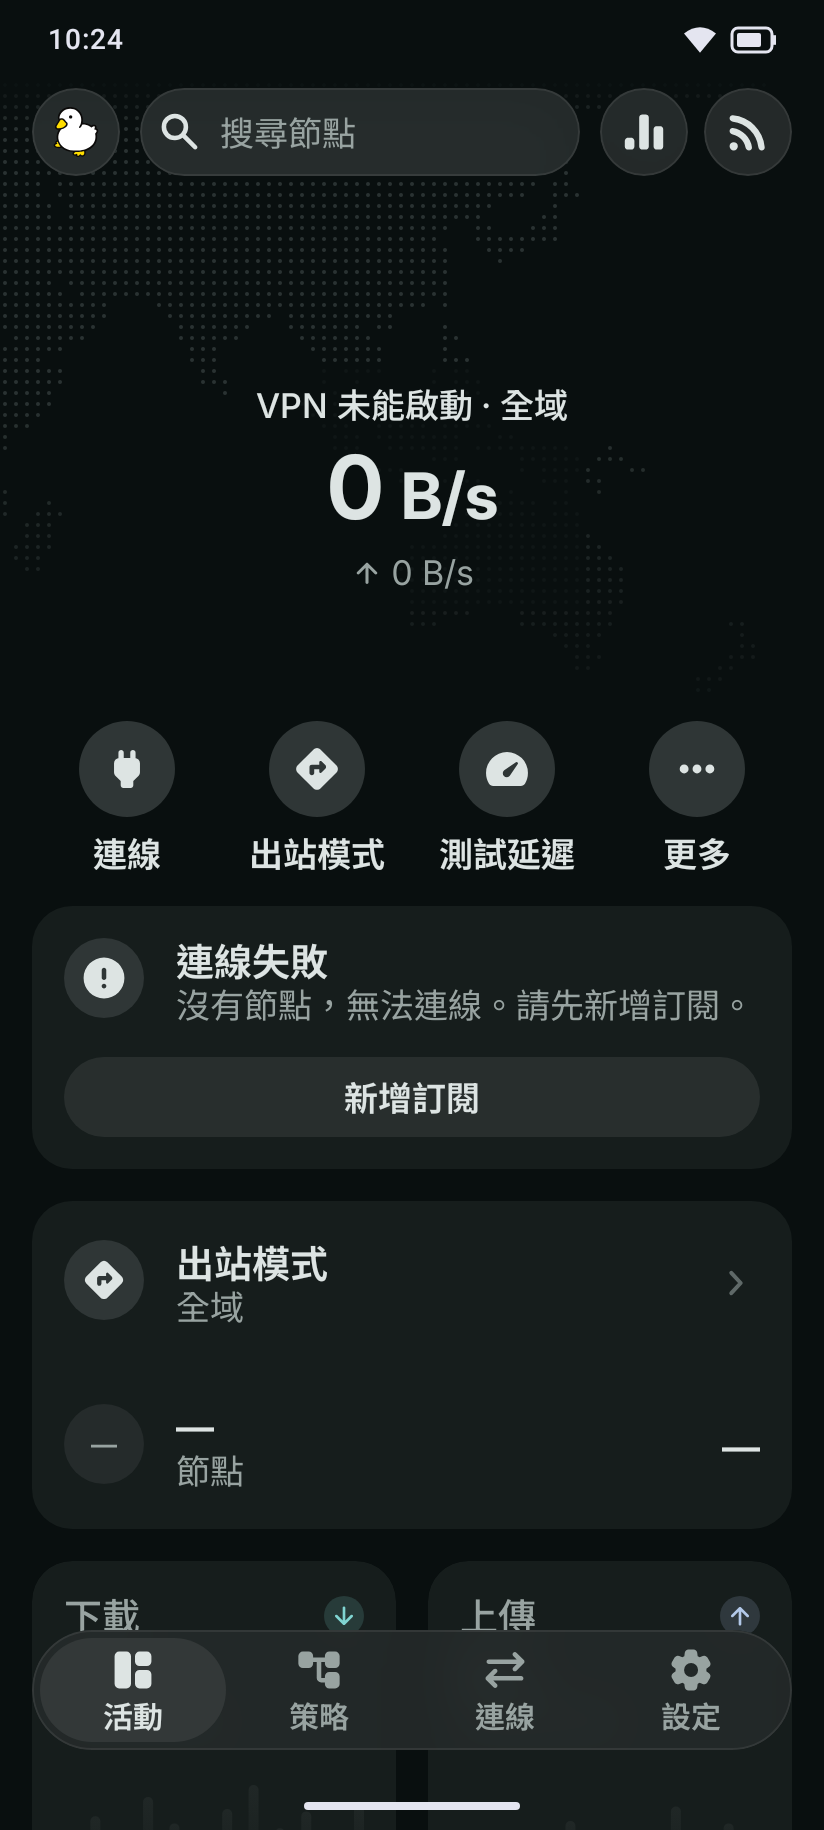 10:24
搜尋節點
VPN 未能啟動 · 全域
0 B/s
↑ 0 B/s
連線
出站模式
測試延遲
更多
連線失敗
沒有節點，無法連線。請先新增訂閱。
新增訂閱
出站模式
全域
—
—
節點
—
下載
上傳
活動
策略
連線
設定